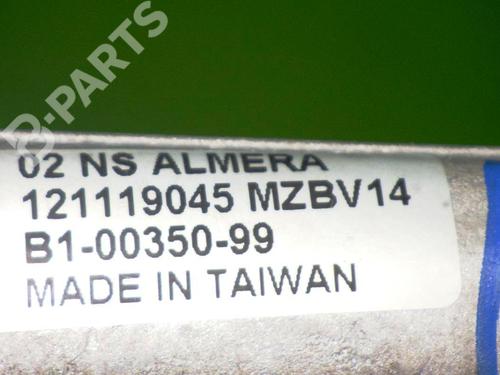 B-PARTS
02 NS ALMERA
121119045 MZBV14
B1-00350-99
MADE IN TAIWAN